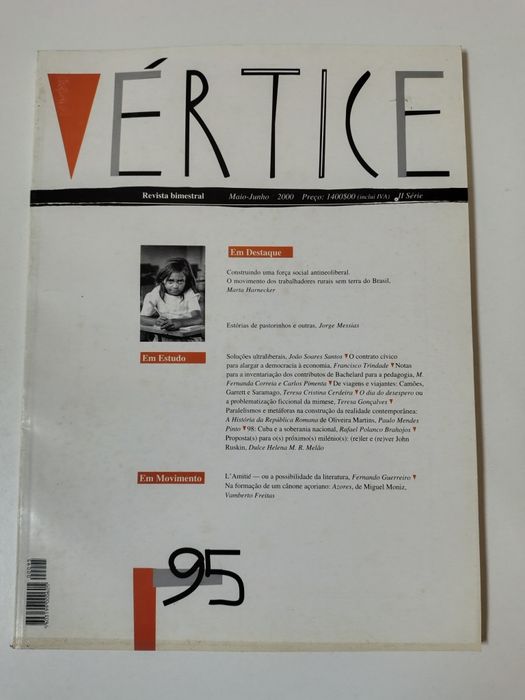 VÉRTICE
Revista bimestral Maio-Junho 2000 Preço: 1400$00 (inclui IVA) II Série
Em Destaque
Construindo uma força social antineoliberal.
O movimento dos trabalhadores rurais sem terra do Brasil,
Marta Harnecker
Estórias de pastorinhos e outras, Jorge Messias
Em Estudo
Soluções ultraliberais, João Soares Santos ▼ O contrato cívico
para alargar a democracia à economia, Francisco Trindade ▼ Notas
para a inventariação dos contributos de Bachelard para a pedagogia, M.
Fernanda Correia e Carlos Pimenta ▼ De viagens e viajantes: Camões,
Garrett e Saramago, Teresa Cristina Cerdeira ▼ O dia do desespero ou
a problematização ficcional da mimese, Teresa Gonçalves ▼
Paralelismos e metáforas na construção da realidade contemporânea:
A História da República Romana de Oliveira Martins, Paulo Mendes
Pinto ▼ 98: Cuba e a soberania nacional, Rafael Polanco Brahojos ▼
Proposta(s) para o(s) próximo(s) milénio(s): (re)ler e (re)ver John
Ruskin, Dulce Helena M. R. Melão
Em Movimento
L'Amitié — ou a possibilidade da literatura, Fernando Guerreiro ▼
Na formação de um cânone açoriano: Azores, de Miguel Moniz,
Vamberto Freitas
95